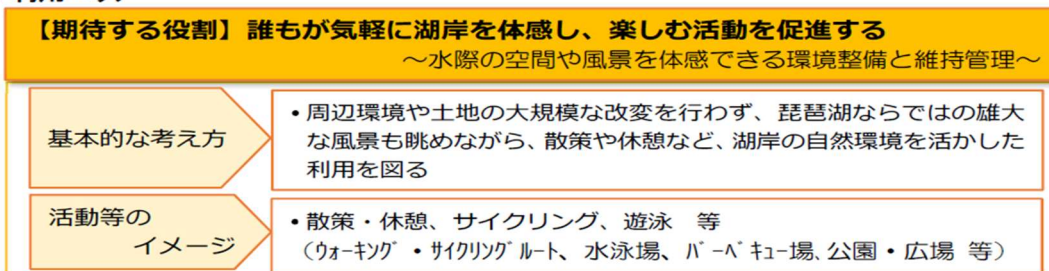 【期待する役割】誰もが気軽に湖岸を体感し、楽しむ活動を促進する
～水際の空間や風景を体感できる環境整備と維持管理～
基本的な考え方
•周辺環境や土地の大規模な改変を行わず、琵琶湖ならではの雄大
な風景も眺めながら、散策や休憩など、湖岸の自然環境を活かした
利用を図る
活動等の
イメージ
•散策・休憩、サイクリング、遊泳　等
（ｳｫｰｷﾝｸﾞ・ｻｲｸﾘﾝｸﾞﾙｰﾄ、水泳場、ﾊﾞｰﾍﾞｷｭｰ場、公園・広場 等）